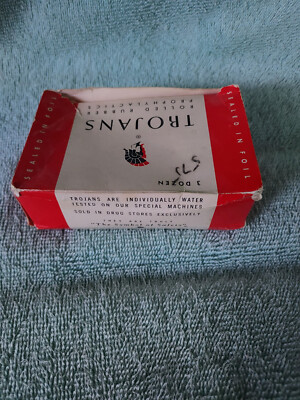 ROLLED RUBBER
PROPHYLACTICS
TROJANS
1 DOZEN
SEALED IN FOIL
SEALED IN FOIL
TROJANS ARE INDIVIDUALLY WATER
TESTED ON OUR SPECIAL MACHINES
SOLD IN DRUG STORES EXCLUSIVELY